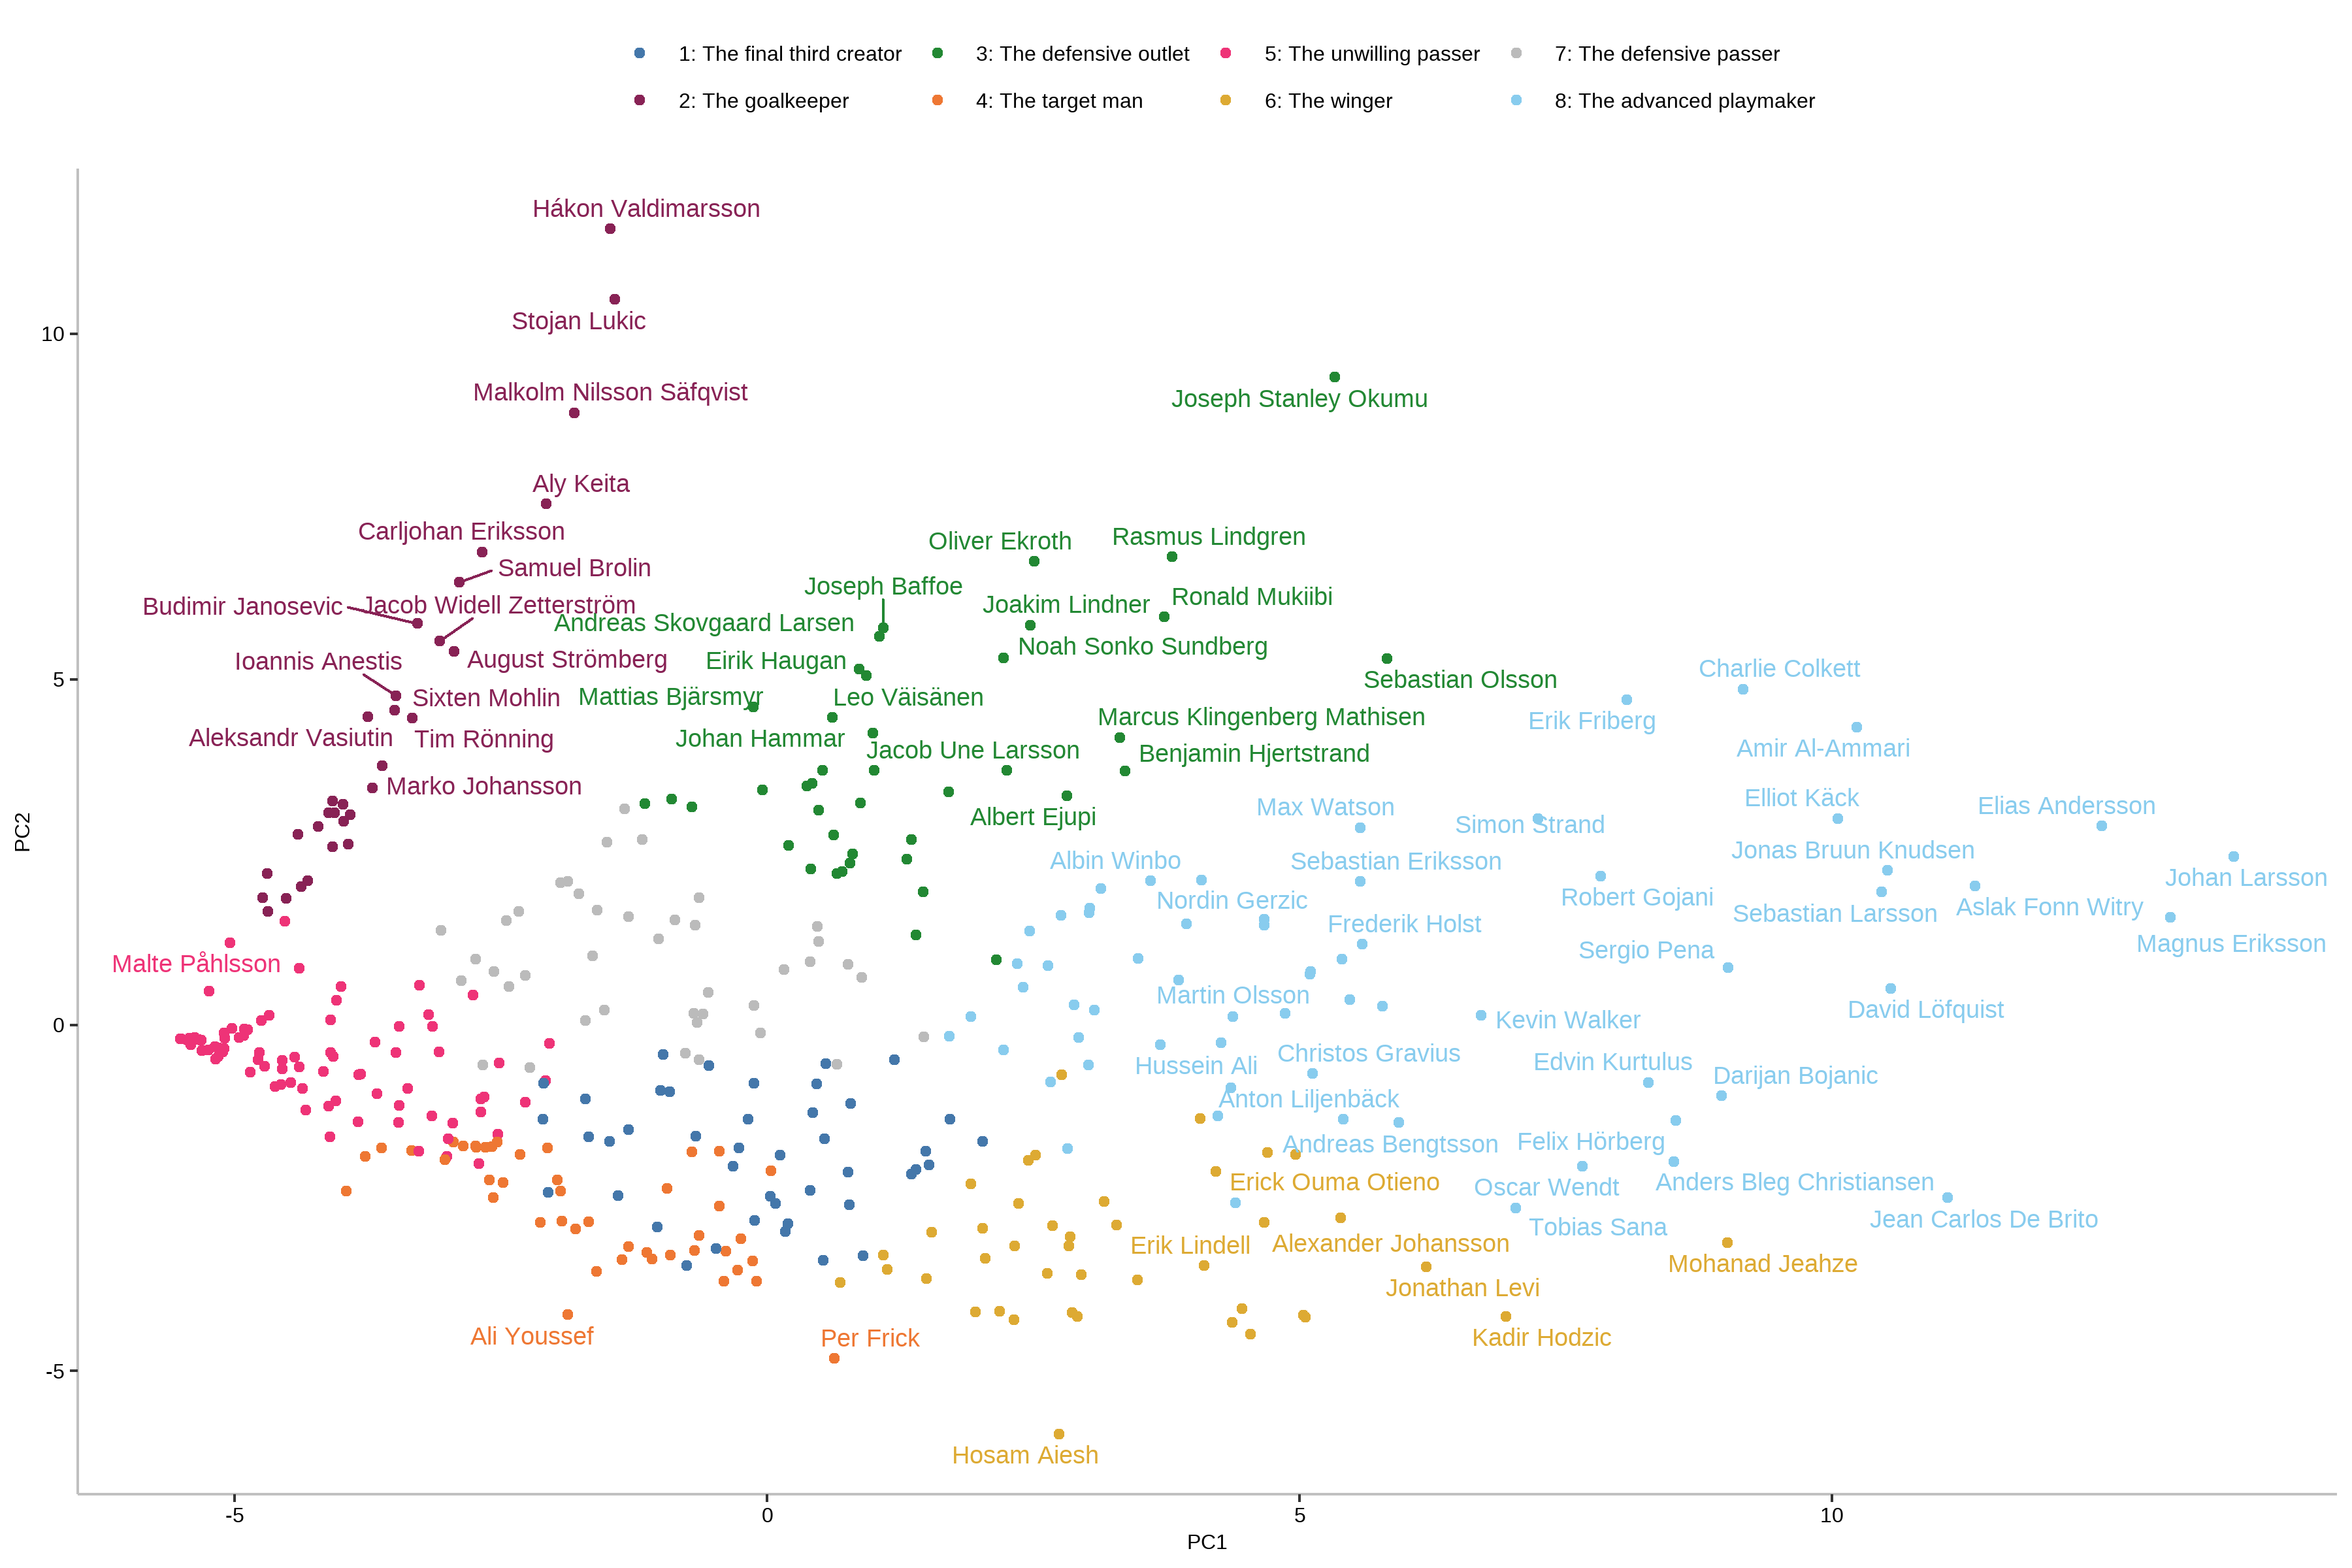 1: The final third creator
3: The defensive outlet
5: The unwilling passer
7: The defensive passer
2: The goalkeeper
4: The target man
6: The winger
8: The advanced playmaker
Hákon Valdimarsson
Stojan Lukic
10
Malkolm Nilsson Säfqvist
Joseph Stanley Okumu
Aly Keita
Carljohan Eriksson
Oliver Ekroth
Rasmus Lindgren
Samuel Brolin
Joseph Baffoe
Budimir Janosevic
Jacob Widell Zetterström
Joakim Lindner
Ronald Mukiibi
Andreas Skovgaard Larsen
Noah Sonko Sundberg
Ioannis Anestis
August Strömberg
Eirik Haugan
5
Sebastian Olsson
Charlie Colkett
Sixten Mohlin
Mattias Bjärsmyr
Leo Väisänen
Marcus Klingenberg Mathisen
Erik Friberg
Aleksandr Vasiutin
Tim Rönning
Johan Hammar
Jacob Une Larsson
Benjamin Hjertstrand
Amir Al-Ammari
Marko Johansson
Albert Ejupi
Max Watson
Simon Strand
Elliot Käck
Elias Andersson
PC2
Albin Winbo
Sebastian Eriksson
Jonas Bruun Knudsen
Johan Larsson
Nordin Gerzic
Robert Gojani
Sebastian Larsson
Aslak Fonn Witry
Frederik Holst
Magnus Eriksson
Malte Påhlsson
Sergio Pena
Martin Olsson
David Löfquist
0
Kevin Walker
Hussein Ali
Christos Gravius
Edvin Kurtulus
Darijan Bojanic
Anton Liljenbäck
Andreas Bengtsson
Felix Hörberg
Erick Ouma Otieno
Oscar Wendt
Anders Bleg Christiansen
Tobias Sana
Jean Carlos De Brito
Erik Lindell
Alexander Johansson
Mohanad Jeahze
Jonathan Levi
Ali Youssef
Per Frick
Kadir Hodzic
-5
Hosam Aiesh
-5
0
5
10
PC1